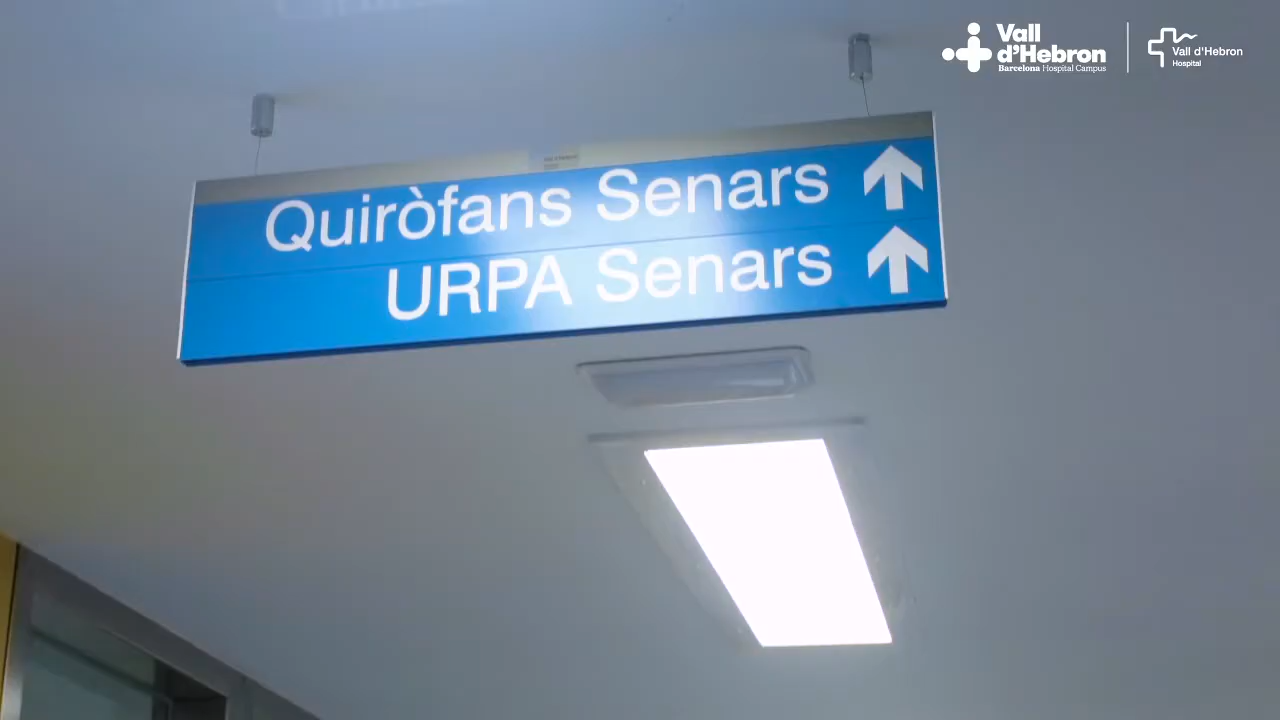 Vall
d'Hebron
Barcelona Hospital Campus
Vall d'Hebron
Hospital
Quiròfans Senars
URPA Senars